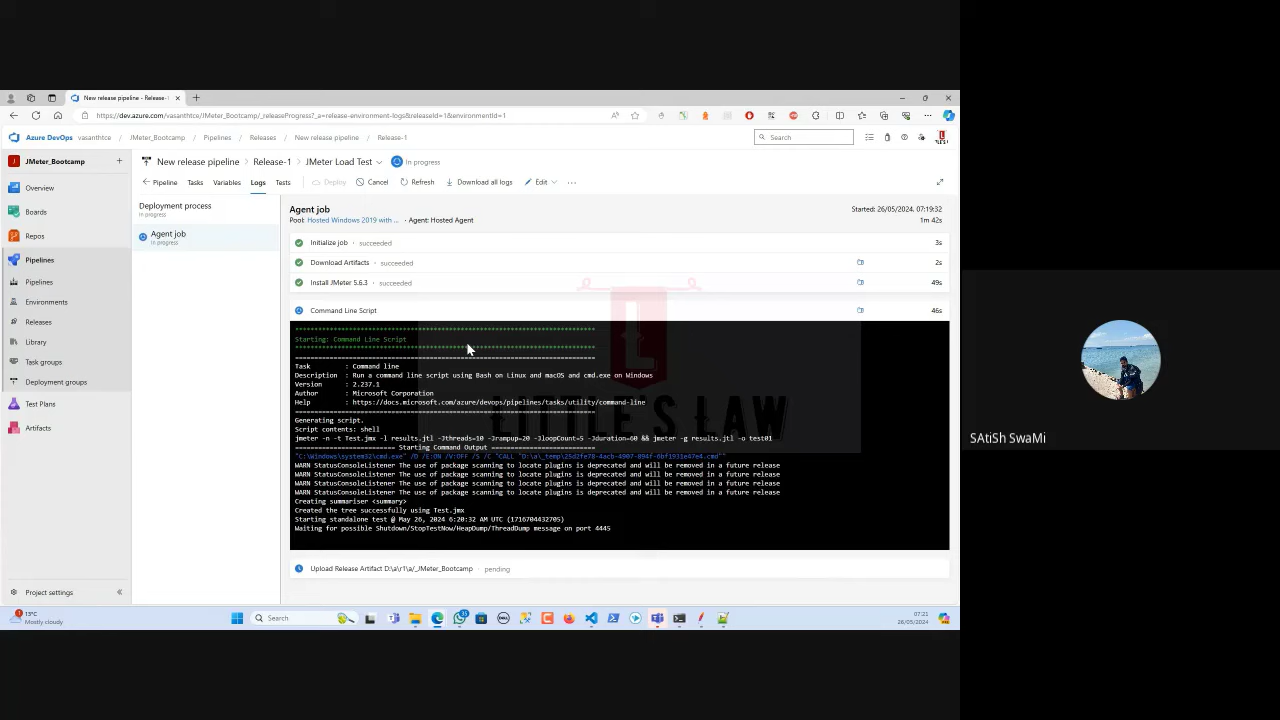 New release pipeline - Release-1
https://dev.azure.com/vasanthtce/JMeter_Bootcamp/_releaseProgress?_a=release-environment-logs&releaseId=1&environmentId=1
Azure DevOps vasanthtce / JMeter_Bootcamp / Pipelines / Releases / New release pipeline / Release-1
Search
J JMeter_Bootcamp +
New release pipeline > Release-1 > JMeter Load Test In progress
Pipeline Tasks Variables Logs Tests Deploy Cancel Refresh Download all logs Edit ...
Overview
Boards
Repos
Pipelines
Pipelines
Environments
Releases
Library
Task groups
Deployment groups
Test Plans
Artifacts
Project settings
Deployment process
In progress
Agent job
In progress
Agent job
Started: 26/05/2024, 07:19:32
Pool: Hosted Windows 2019 with ... · Agent: Hosted Agent
1m 42s
Initialize job · succeeded 3s
Download Artifacts · succeeded 2s
Install JMeter 5.6.3 · succeeded 49s
Command Line Script 46s
Starting: Command Line Script
Task : Command line
Description : Run a command line script using Bash on Linux and macOS and cmd.exe on Windows
Version : 2.237.1
Author : Microsoft Corporation
Help : https://docs.microsoft.com/azure/devops/pipelines/tasks/utility/command-line
Generating script.
Script contents: shell
jmeter -n -t Test.jmx -l results.jtl -Jthreads=10 -Jrampup=20 -JloopCount=5 -Jduration=60 && jmeter -g results.jtl -o test01
========================== Starting Command Output ===========================
WARN StatusConsoleListener The use of package scanning to locate plugins is deprecated and will be removed in a future release
WARN StatusConsoleListener The use of package scanning to locate plugins is deprecated and will be removed in a future release
WARN StatusConsoleListener The use of package scanning to locate plugins is deprecated and will be removed in a future release
WARN StatusConsoleListener The use of package scanning to locate plugins is deprecated and will be removed in a future release
Creating summariser <summary>
Created the tree successfully using Test.jmx
Starting standalone test @ May 26, 2024 6:20:32 AM UTC (1716704432705)
Waiting for possible Shutdown/StopTestNow/HeapDump/ThreadDump message on port 4445
Upload Release Artifact D:\a\r1\a/_JMeter_Bootcamp · pending
L
LITTLE'S LAW
13°C
Mostly cloudy
Search
07:21
26/05/2024
SAtiSh SwaMi